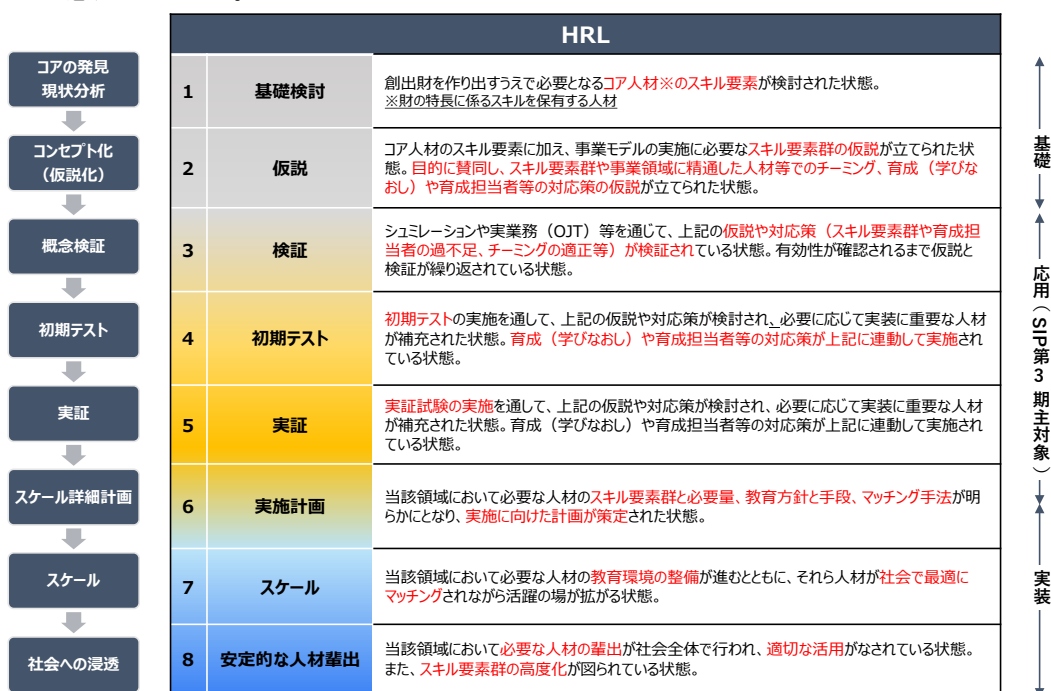 HRL
コアの発見
現状分析
1
基礎検討
創出財を作り出すうえで必要となるコア人材※のスキル要素が検討された状態。
※財の特長に係るスキルを保有する人材
コンセプト化
（仮説化）
2
仮説
コア人材のスキル要素に加え、事業モデルの実施に必要なスキル要素群の仮説が立てられた状
態。目的に賛同し、スキル要素群や事業領域に精通した人材等でのチーミング、育成（学びな
おし）や育成担当者等の対応策の仮説が立てられた状態。
概念検証
3
検証
シュミレーションや実業務（OJT）等を通じて、上記の仮説や対応策（スキル要素群や育成担
当者の過不足、チーミングの適正等）が検証されている状態。有効性が確認されるまで仮説と
検証が繰り返されている状態。
初期テスト
4
初期テスト
初期テストの実施を通して、上記の仮説や対応策が検討され、必要に応じて実装に重要な人材
が補充された状態。育成（学びなおし）や育成担当者等の対応策が上記に連動して実施され
ている状態。
実証
5
実証
実証試験の実施を通して、上記の仮説や対応策が検討され、必要に応じて実装に重要な人材
が補充された状態。育成（学びなおし）や育成担当者等の対応策が上記に連動して実施され
ている状態。
スケール詳細計画
6
実施計画
当該領域において必要な人材のスキル要素群と必要量、教育方針と手段、マッチング手法が明
らかにとなり、実施に向けた計画が策定された状態。
スケール
7
スケール
当該領域において必要な人材の教育環境の整備が進むとともに、それら人材が社会で最適に
マッチングされながら活躍の場が拡がる状態。
社会への浸透
8
安定的な人材輩出
当該領域において必要な人材の輩出が社会全体で行われ、適切な活用がなされている状態。
また、スキル要素群の高度化が図られている状態。
基礎
応用（SIP第3期主対象）
実装